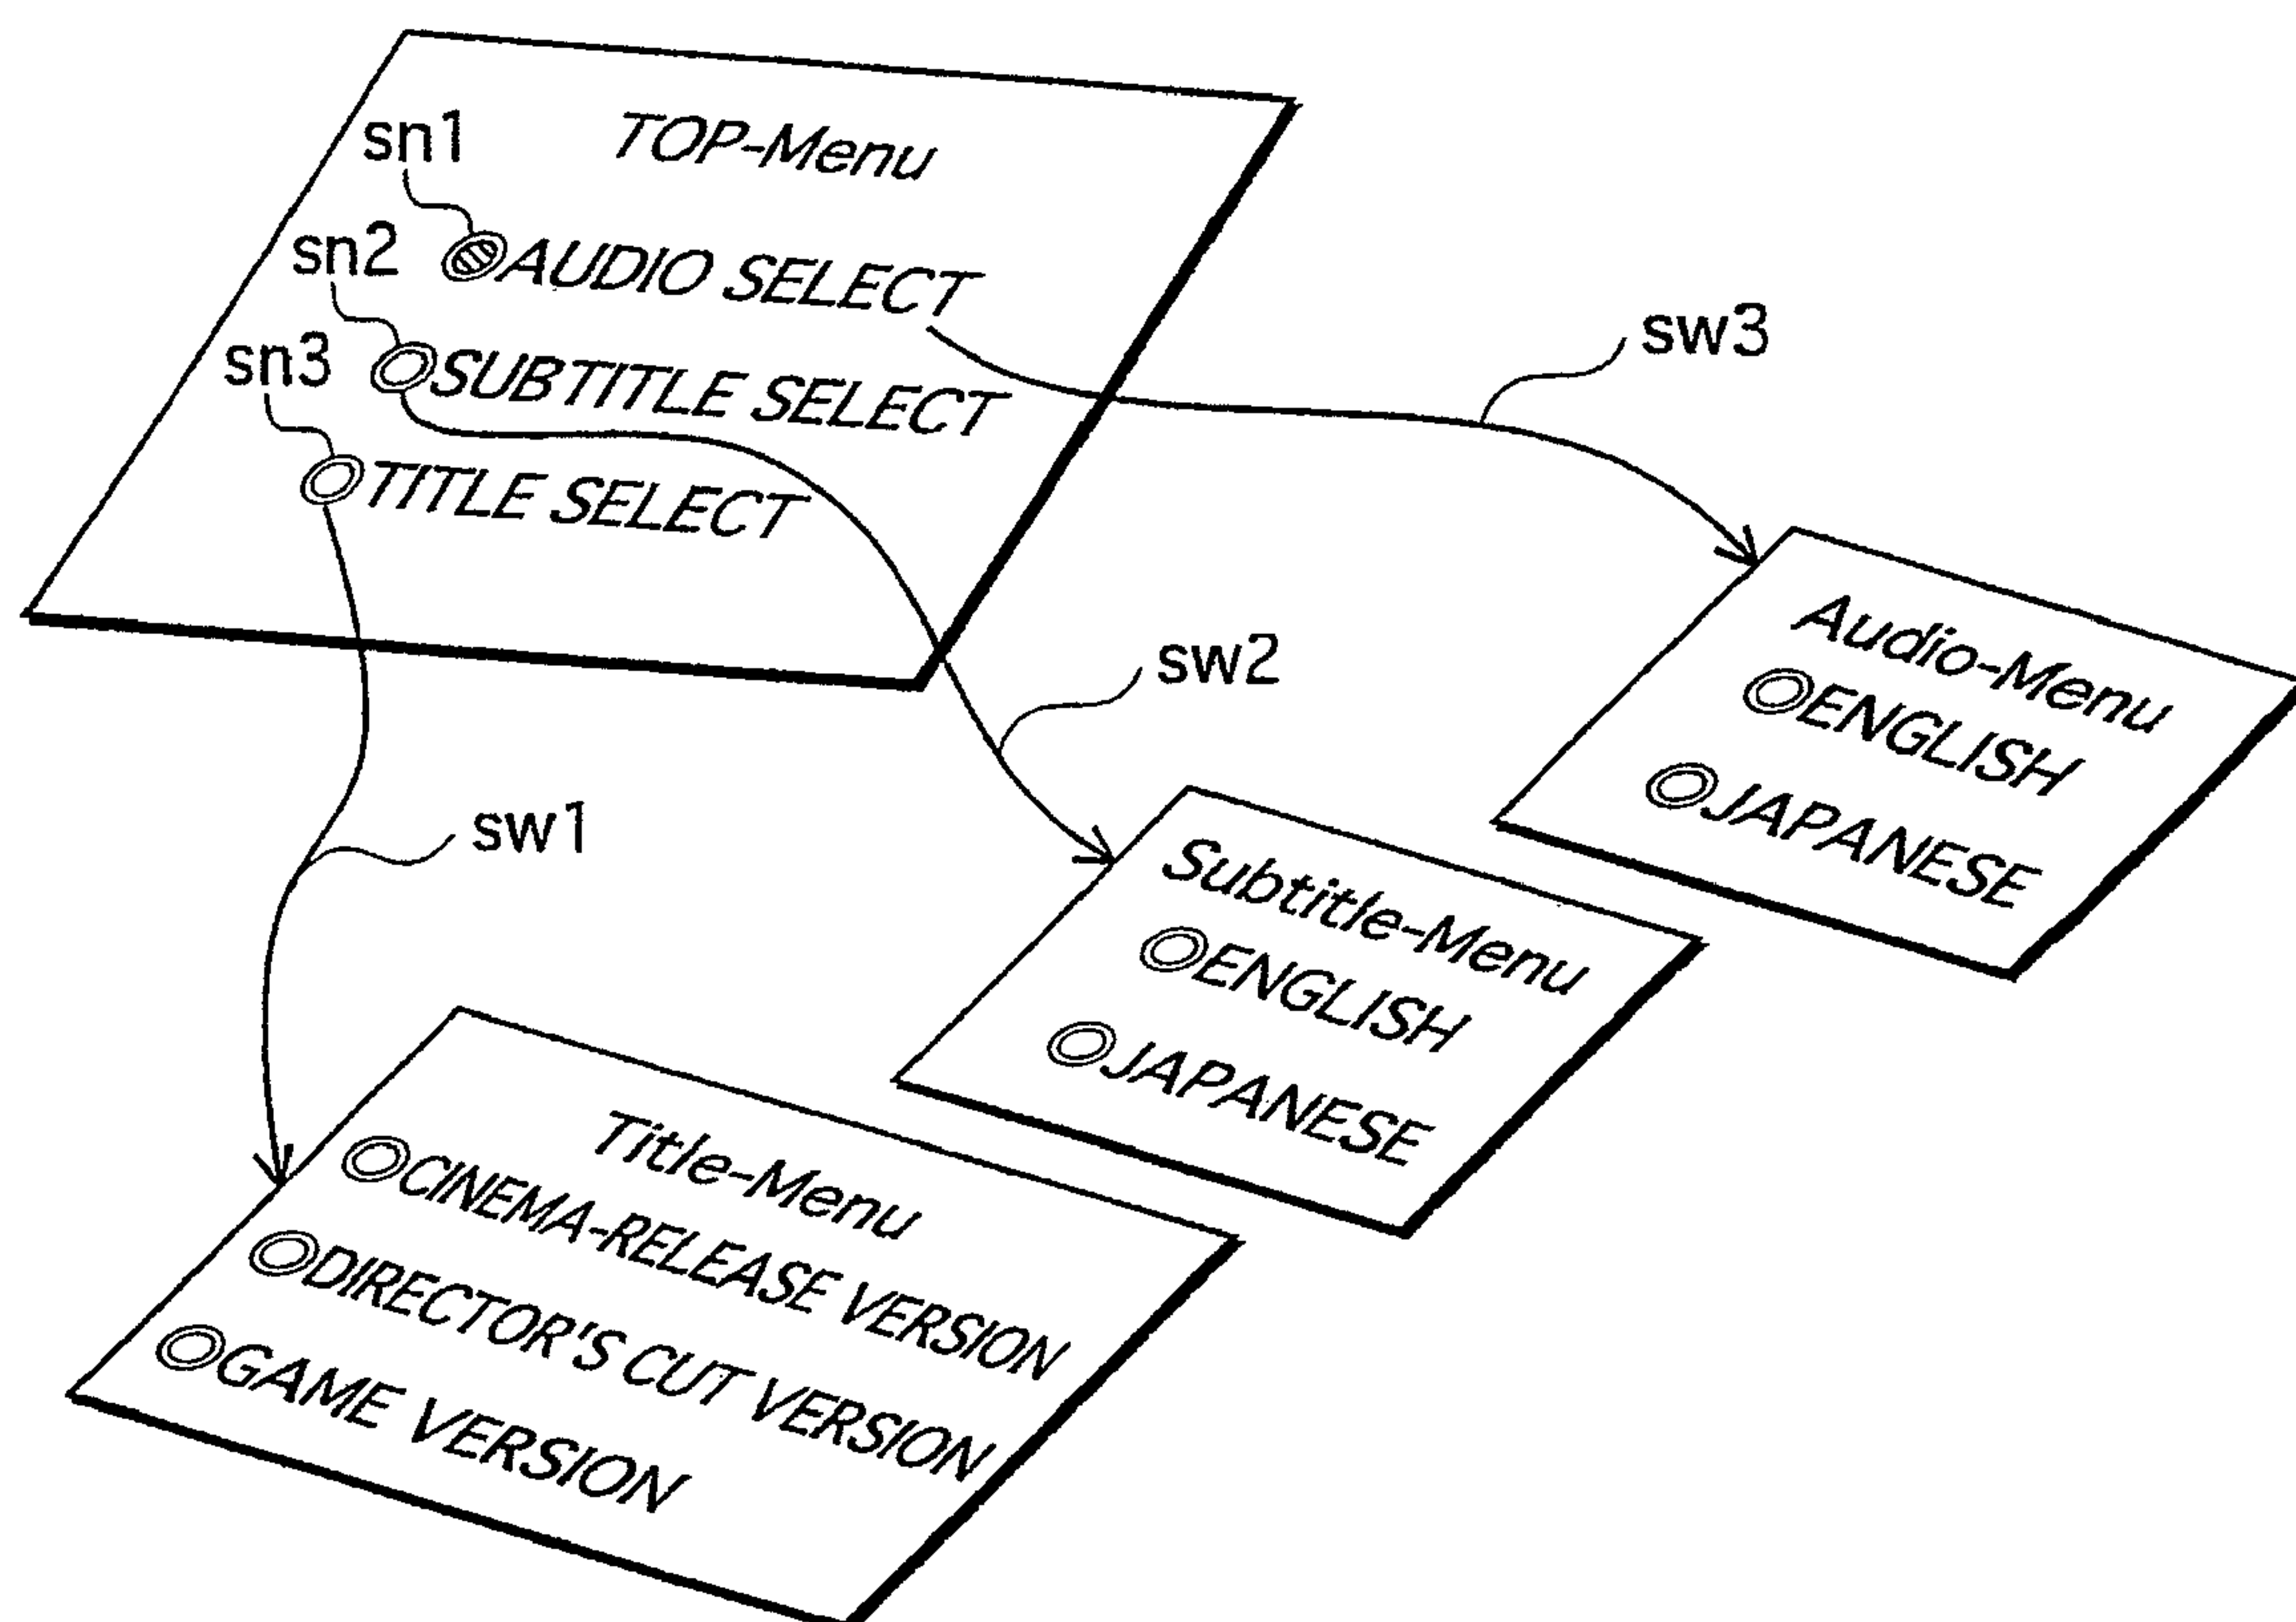 TOP-Menu
sn1
AUDIO SELECT
sn2
SUBTITLE SELECT
sn3
TITLE SELECT
sw3
sw2
sw1
Audio-Menu
ENGLISH
JAPANESE
Subtitle-Menu
ENGLISH
JAPANESE
Title-Menu
CINEMA-RELEASE VERSION
DIRECTOR'S CUT VERSION
GAME VERSION